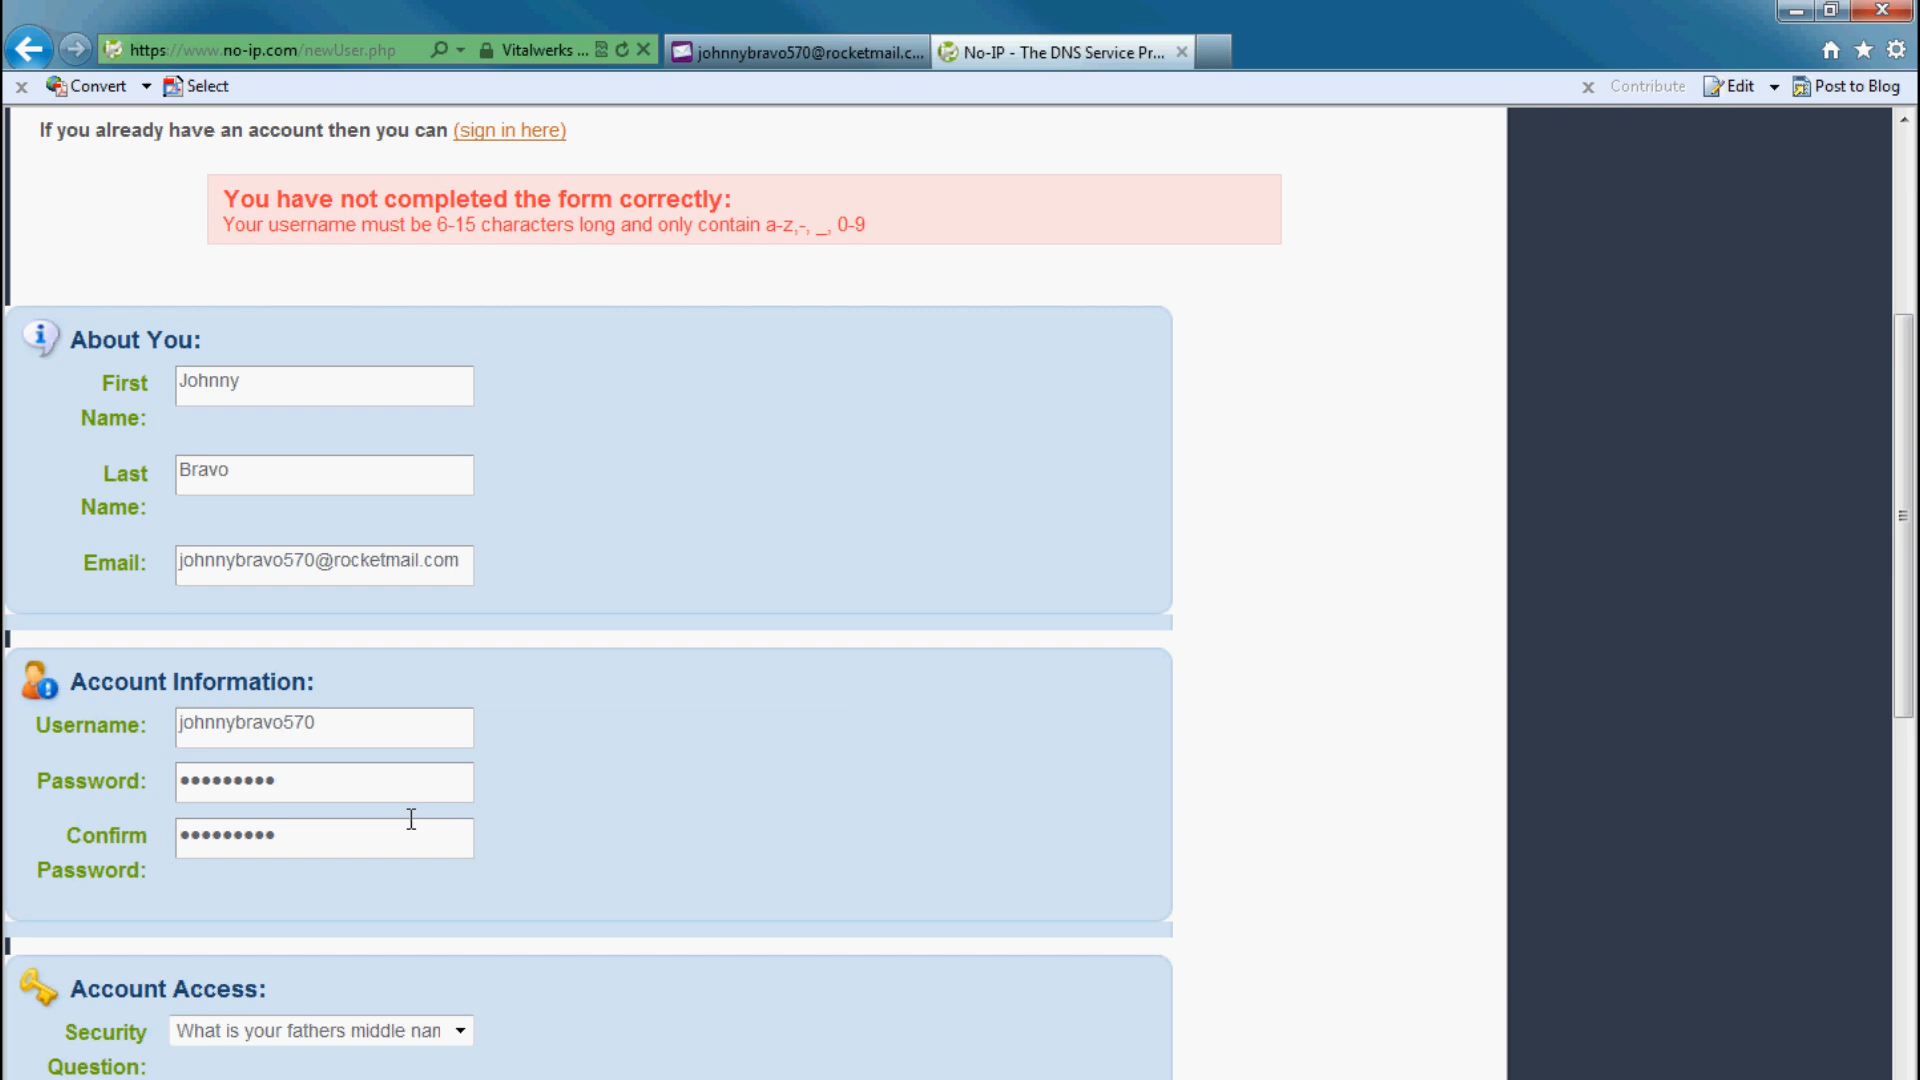 https://www.no-ip.com/newUser.php
Vitalwerks ...
johnnybravo570@rocketmail.c...
No-IP - The DNS Service Pr...
Convert
Select
Contribute
Edit
Post to Blog
If you already have an account then you can (sign in here)
You have not completed the form correctly:
Your username must be 6-15 characters long and only contain a-z,-, _, 0-9
About You:
First Name:
Johnny
Last Name:
Bravo
Email:
johnnybravo570@rocketmail.com
Account Information:
Username:
johnnybravo570
Password:
•••••••••
Confirm Password:
•••••••••
Account Access:
Security Question:
What is your fathers middle nam